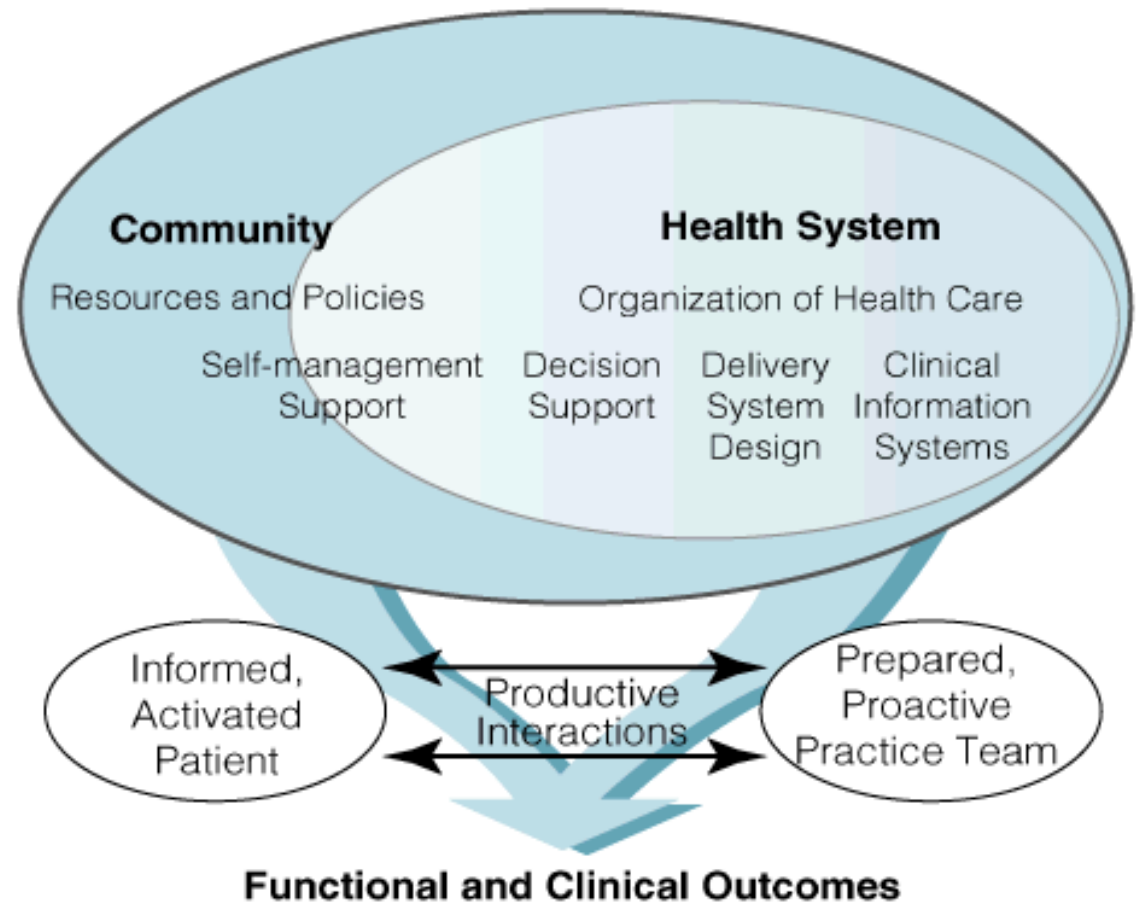 Community
Health System
Resources and Policies
Organization of Health Care
Self-management
Support
Decision
Support
Delivery
System
Design
Clinical
Information
Systems
Informed,
Activated
Patient
Productive
Interactions
Prepared,
Proactive
Practice Team
Functional and Clinical Outcomes